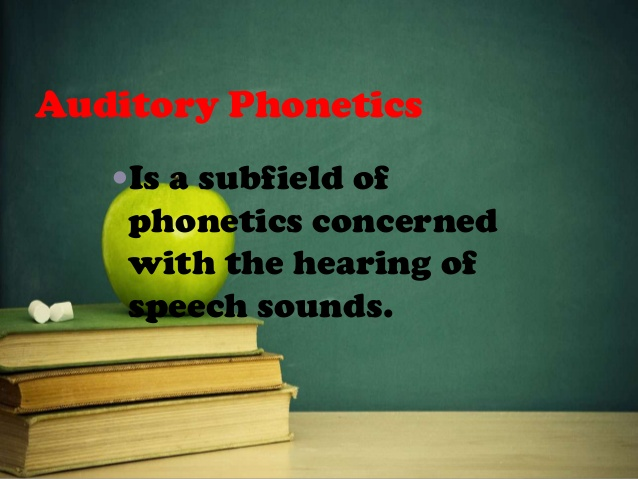 Auditory Phonetics
•Is a subfield of
phonetics concerned
with the hearing of
speech sounds.